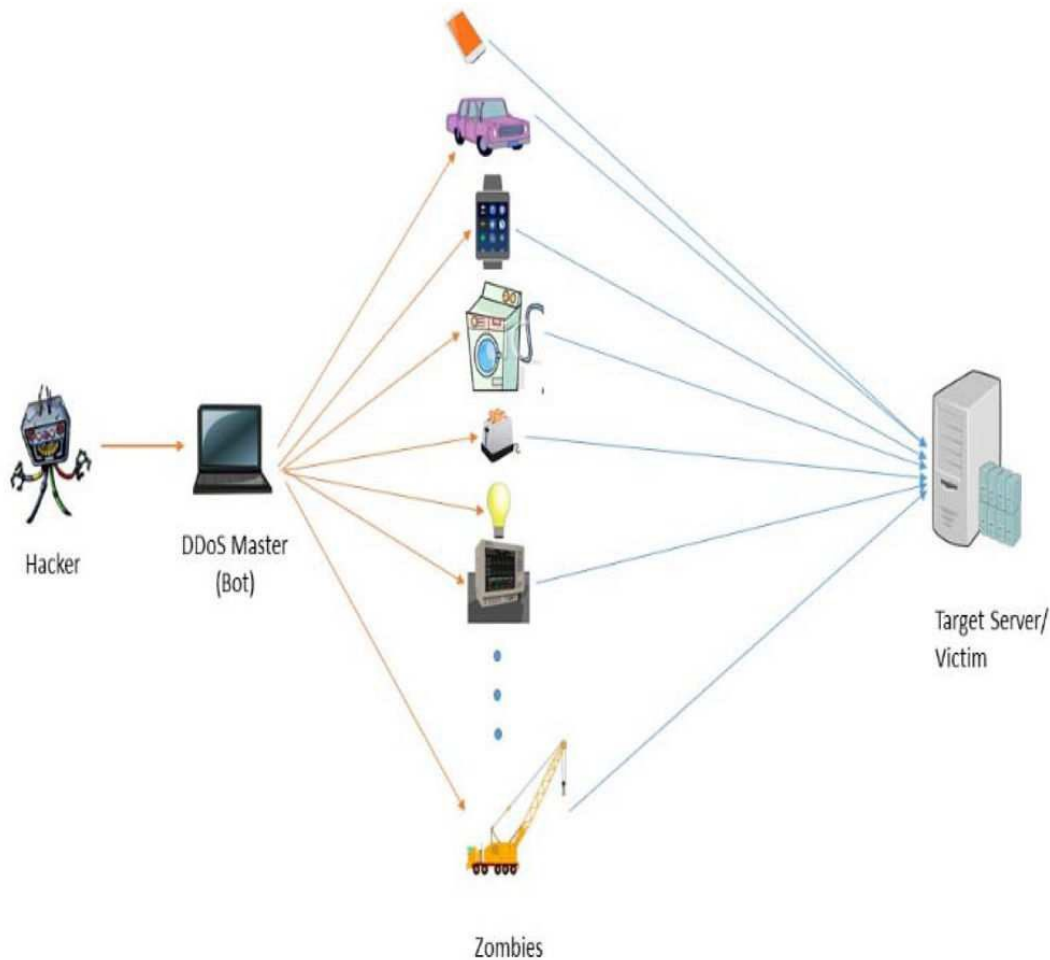 Hacker
DDoS Master
(Bot)
Target Server/
Victim
Zombies